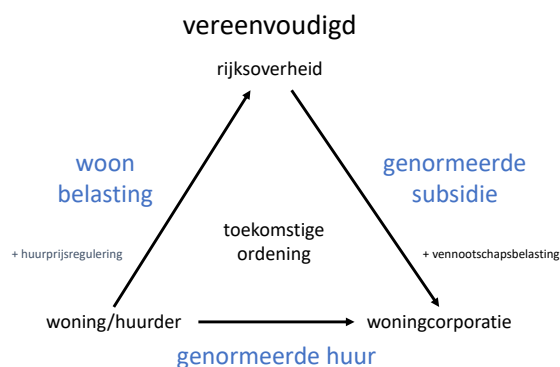 vereenvoudigd
rijksoverheid
woon
belasting
genormeerde
subsidie
toekomstige
ordening
+ huurprijsregulering
+ vennootschapsbelasting
woning/huurder
woningcorporatie
genormeerde huur